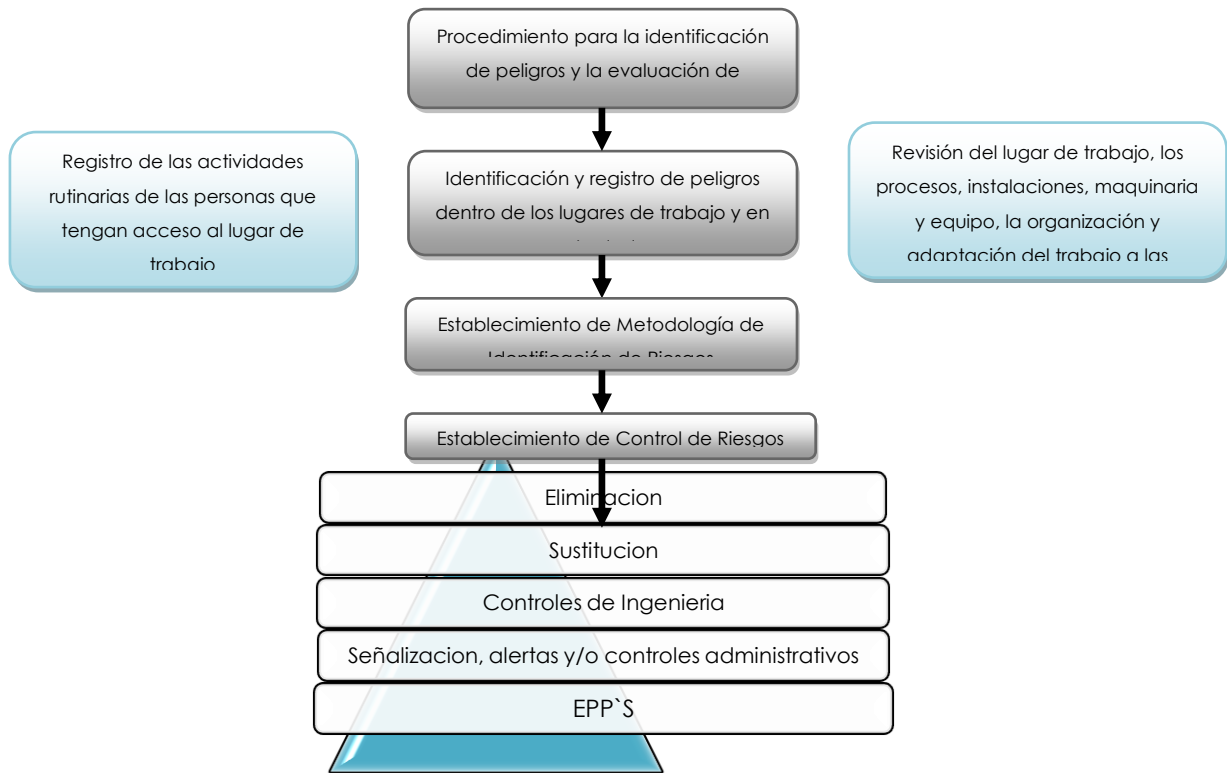 Procedimiento para la identificación
de peligros y la evaluación de
Registro de las actividades
rutinarias de las personas que
tengan acceso al lugar de
trabajo
Identificación y registro de peligros
dentro de los lugares de trabajo y en
Revisión del lugar de trabajo, los
procesos, instalaciones, maquinaria
y equipo, la organización y
adaptación del trabajo a las
Establecimiento de Metodología de
Identificación de Riesgos
Establecimiento de Control de Riesgos
Eliminacion
Sustitucion
Controles de Ingenieria
Señalizacion, alertas y/o controles administrativos
EPP`S